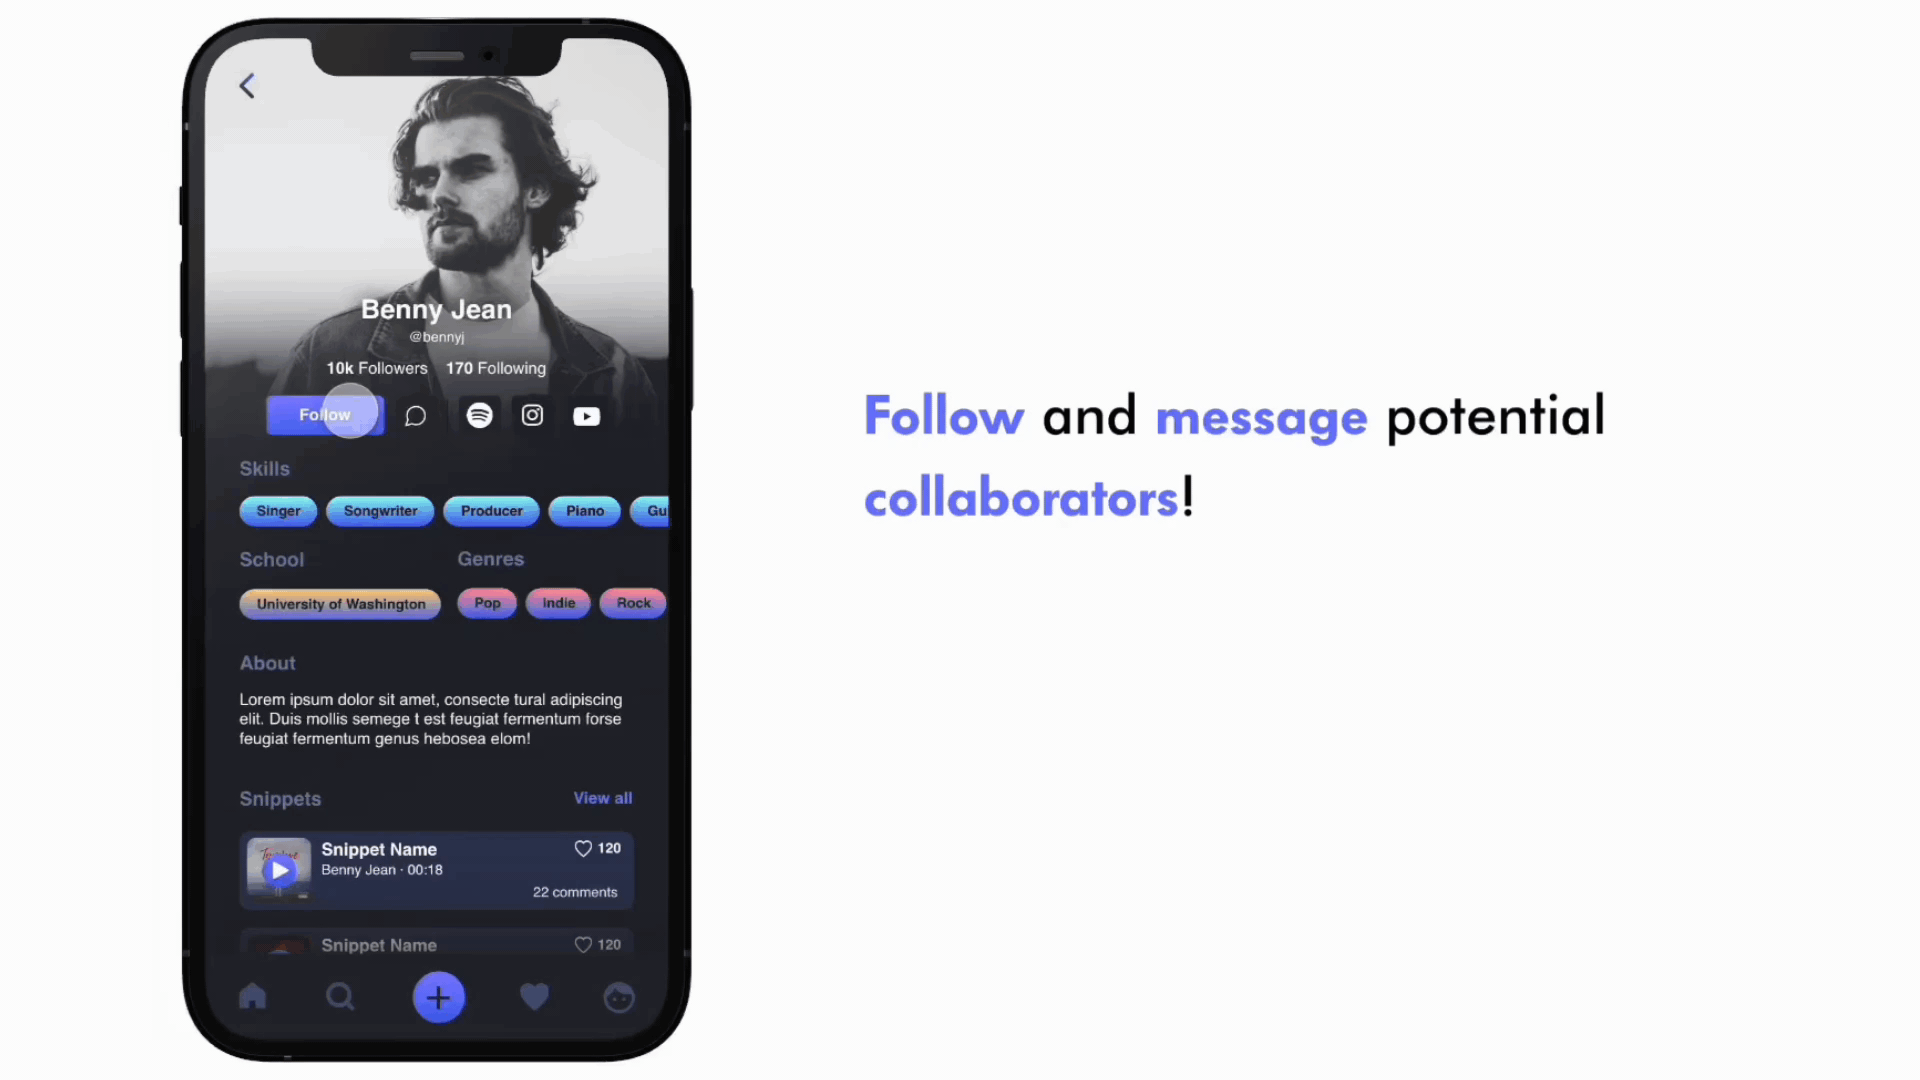 Benny Jean
@bennyj
10k Followers 170 Following
Follow
Skills
Singer Songwriter Producer Piano Gu
School Genres
University of Washington Pop Indie Rock
About
Lorem ipsum dolor sit amet, consecte tural adipiscing
elit. Duis mollis semege t est feugiat fermentum forse
feugiat fermentum genus hebosea elom!
Snippets View all
Snippet Name 120
Benny Jean · 00:18
22 comments
Snippet Name 120
Follow and message potential
collaborators!